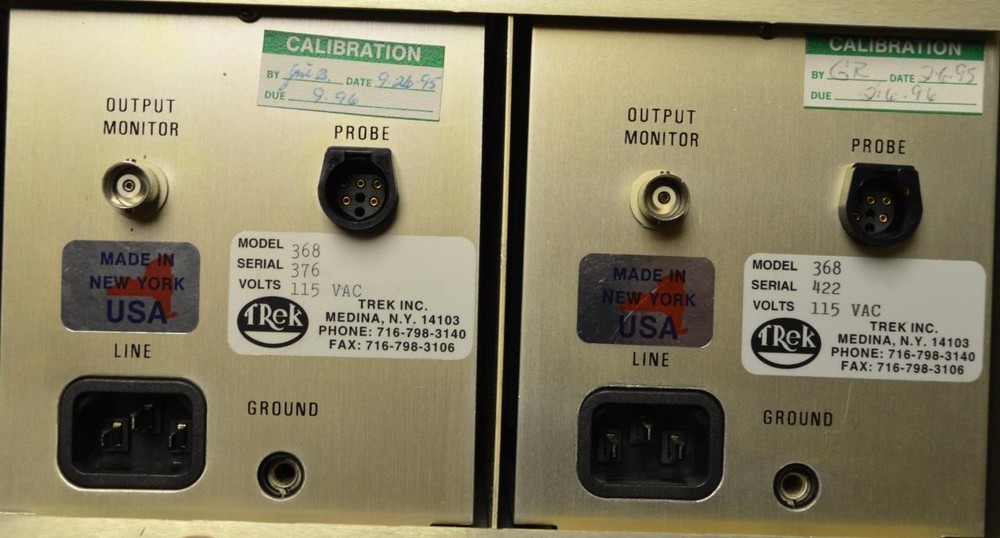 CALIBRATION
BY DATE 9.26.95
DUE 9.96
OUTPUT
MONITOR
PROBE
MADE IN
NEW YORK
USA
MODEL 368
SERIAL 376
VOLTS 115 VAC
TREK
TREK INC.
MEDINA, N.Y. 14103
PHONE: 716-798-3140
FAX: 716-798-3106
LINE
GROUND
CALIBRATION
BY GR DATE 2-6-95
DUE 2-6-96
OUTPUT
MONITOR
PROBE
MADE IN
NEW YORK
USA
MODEL 368
SERIAL 422
VOLTS 115 VAC
TREK
TREK INC.
MEDINA, N.Y. 14103
PHONE: 716-798-3140
FAX: 716-798-3106
LINE
GROUND